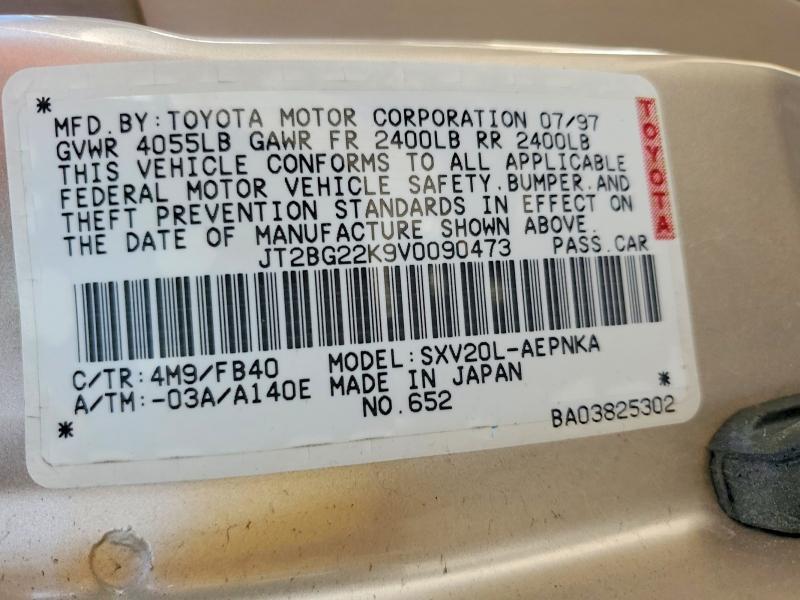 *
MFD. BY: TOYOTA MOTOR CORPORATION 07/97
GVWR 4055LB GAWR FR 2400LB RR 2400LB
THIS VEHICLE CONFORMS TO ALL APPLICABLE
FEDERAL MOTOR VEHICLE SAFETY, BUMPER, AND
THEFT PREVENTION STANDARDS IN EFFECT ON
THE DATE OF MANUFACTURE SHOWN ABOVE.
JT2BG22K9V0090473 PASS. CAR
TOYOTA
C/TR: 4M9/FB40 MODEL: SXV20L-AEPNKA
A/TM: -03A/A140E MADE IN JAPAN *
* NO. 652 BA03825302